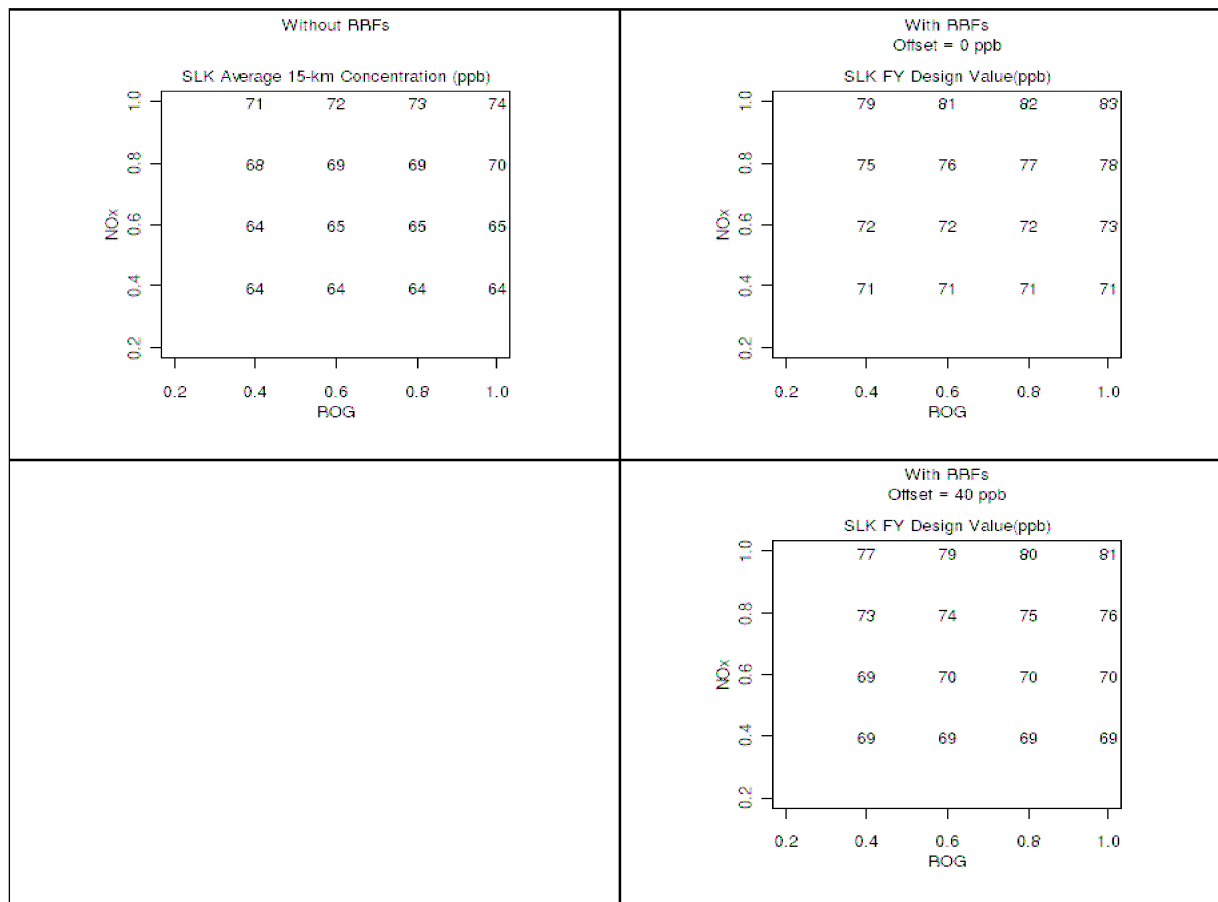 Without RRFs
SLK Average 15-km Concentration (ppb)
1.0 71 72 73 74
0.8 68 69 69 70
0.6 64 65 65 65
NOx
0.4 64 64 64 64
0.2
0.2 0.4 0.6 0.8 1.0
ROG
With RRFs
Offset = 0 ppb
SLK FY Design Value(ppb)
1.0 79 81 82 83
0.8 75 76 77 78
0.6 72 72 72 73
NOx
0.4 71 71 71 71
0.2
0.2 0.4 0.6 0.8 1.0
ROG
With RRFs
Offset = 40 ppb
SLK FY Design Value(ppb)
1.0 77 79 80 81
0.8 73 74 75 76
0.6 69 70 70 70
NOx
0.4 69 69 69 69
0.2
0.2 0.4 0.6 0.8 1.0
ROG